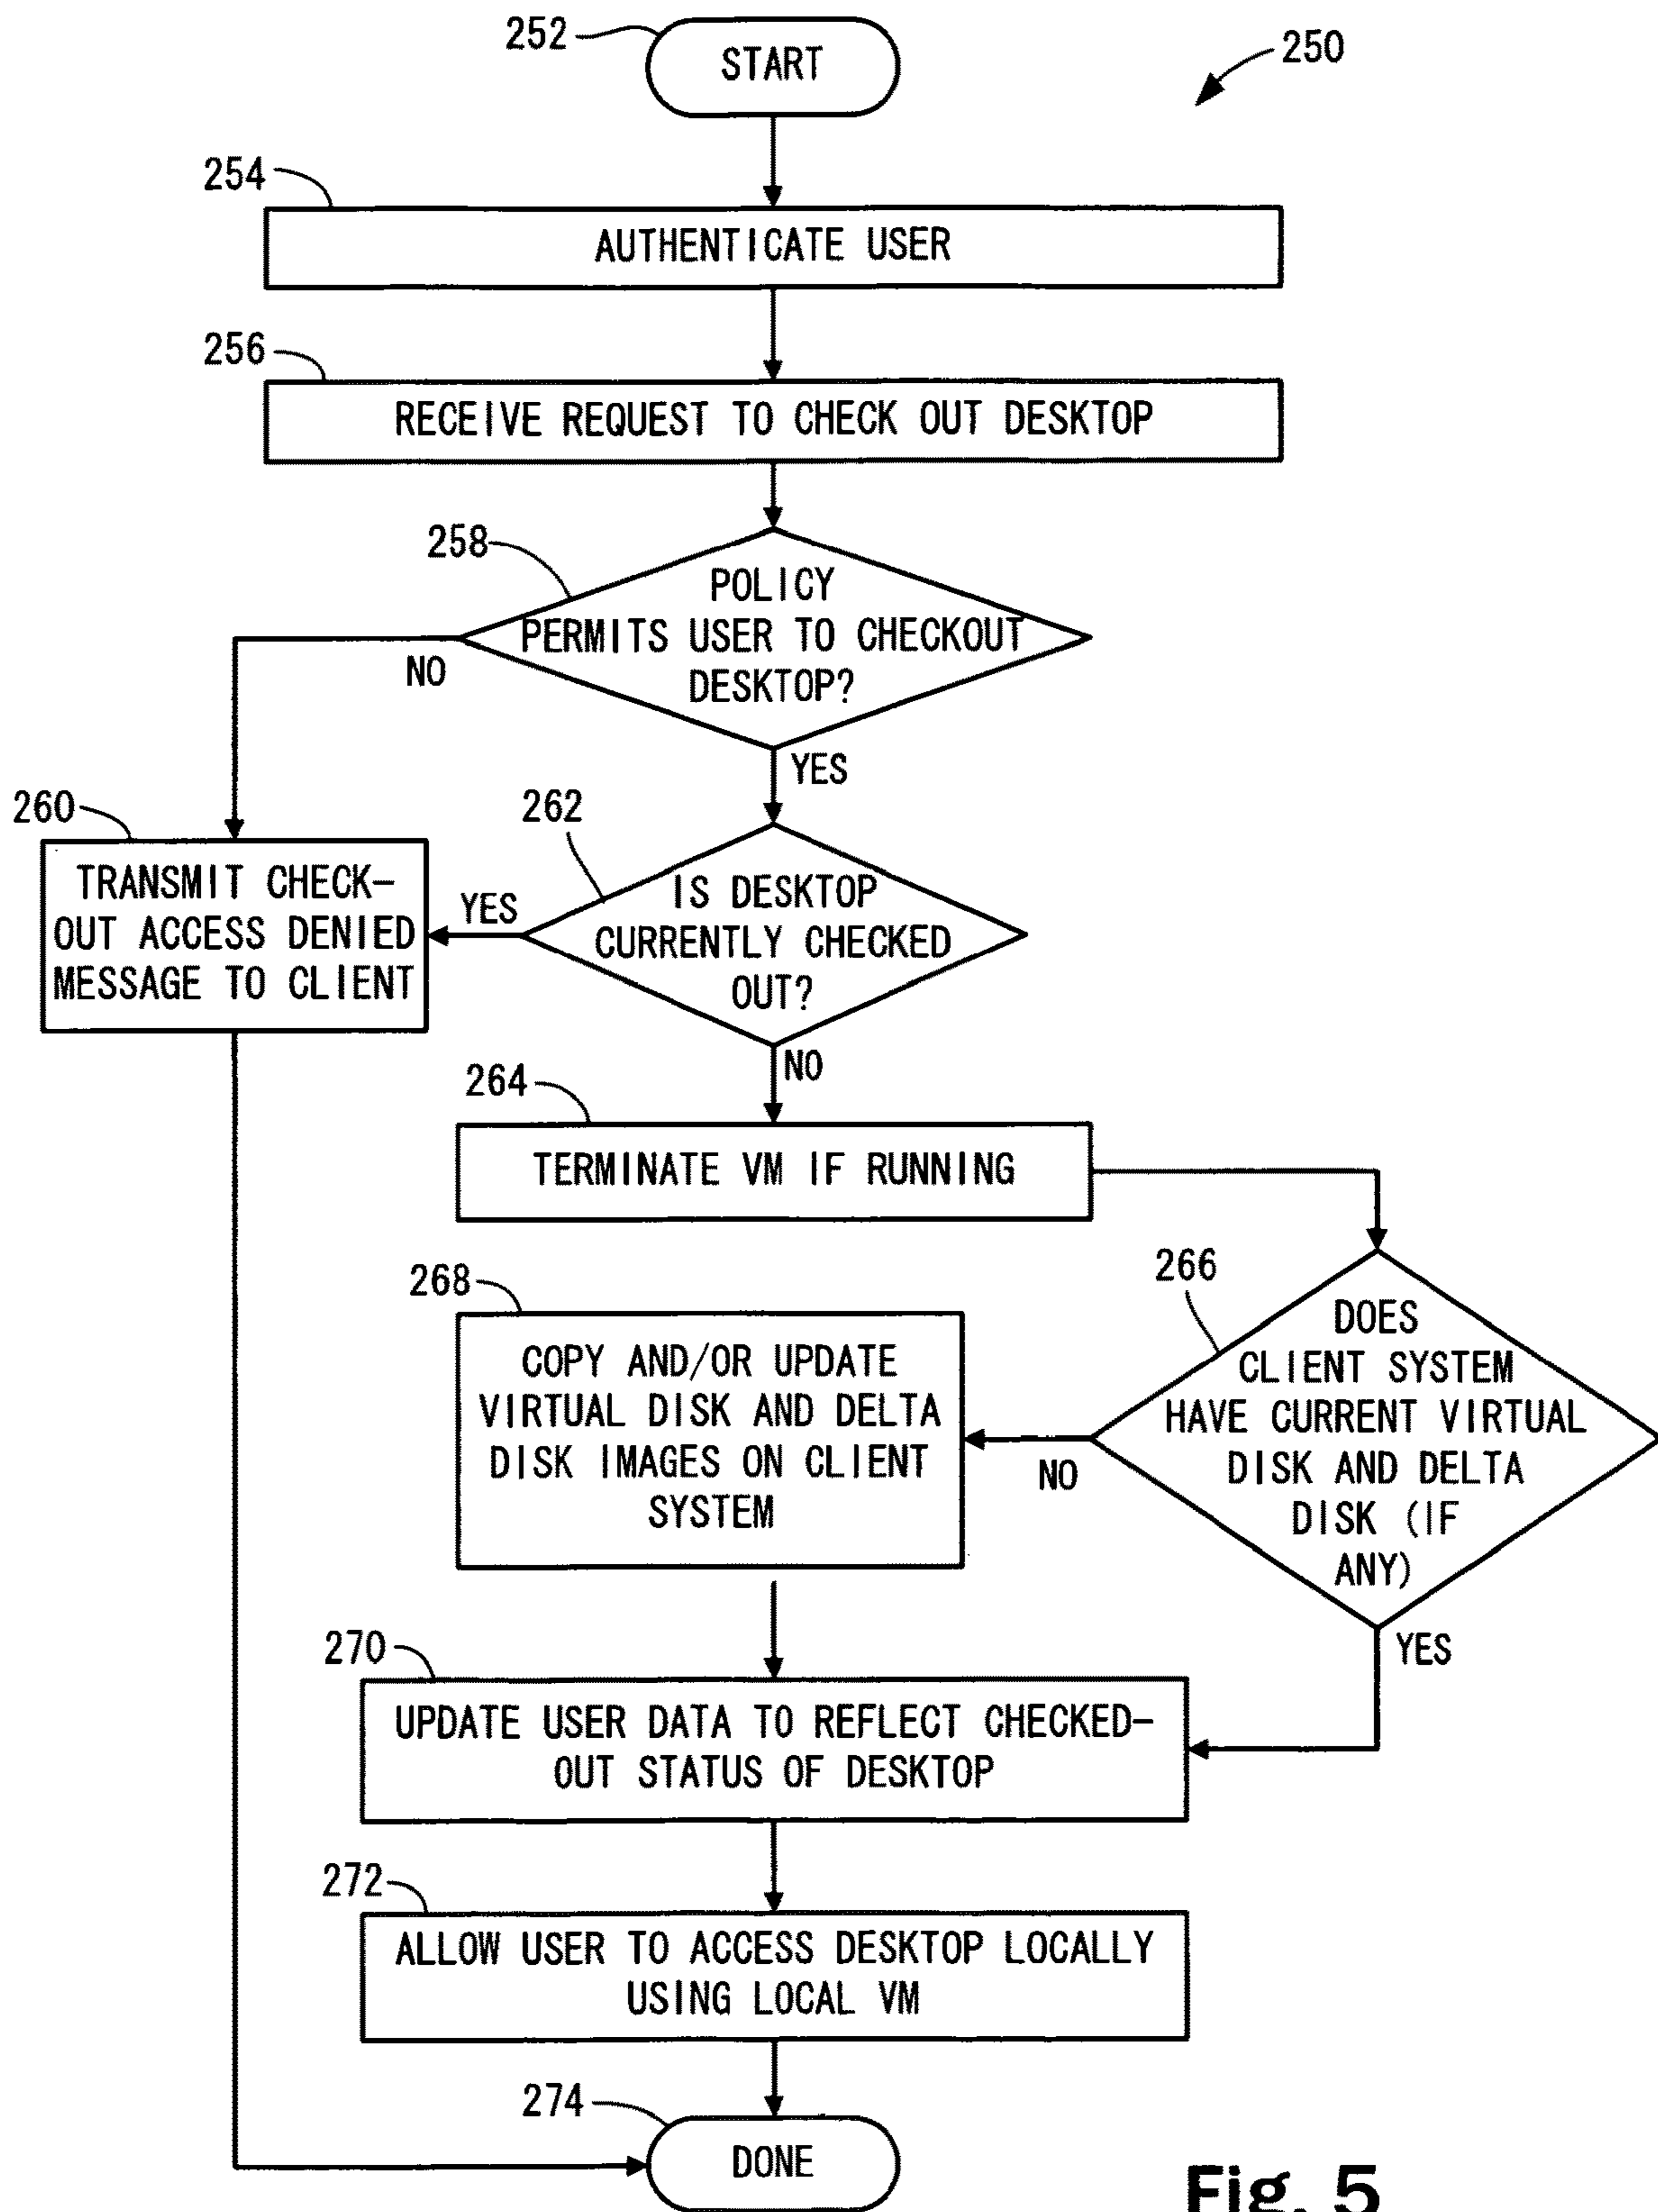 252
START
250
254
AUTHENTICATE USER
256
RECEIVE REQUEST TO CHECK OUT DESKTOP
258
POLICY
PERMITS USER TO CHECKOUT
DESKTOP?
NO
YES
260
TRANSMIT CHECK-
OUT ACCESS DENIED
MESSAGE TO CLIENT
262
YES
IS DESKTOP
CURRENTLY CHECKED
OUT?
NO
264
TERMINATE VM IF RUNNING
266
DOES
CLIENT SYSTEM
HAVE CURRENT VIRTUAL
DISK AND DELTA
DISK (IF
ANY)
NO
YES
268
COPY AND/OR UPDATE
VIRTUAL DISK AND DELTA
DISK IMAGES ON CLIENT
SYSTEM
270
UPDATE USER DATA TO REFLECT CHECKED-
OUT STATUS OF DESKTOP
272
ALLOW USER TO ACCESS DESKTOP LOCALLY
USING LOCAL VM
274
DONE
Fig. 5